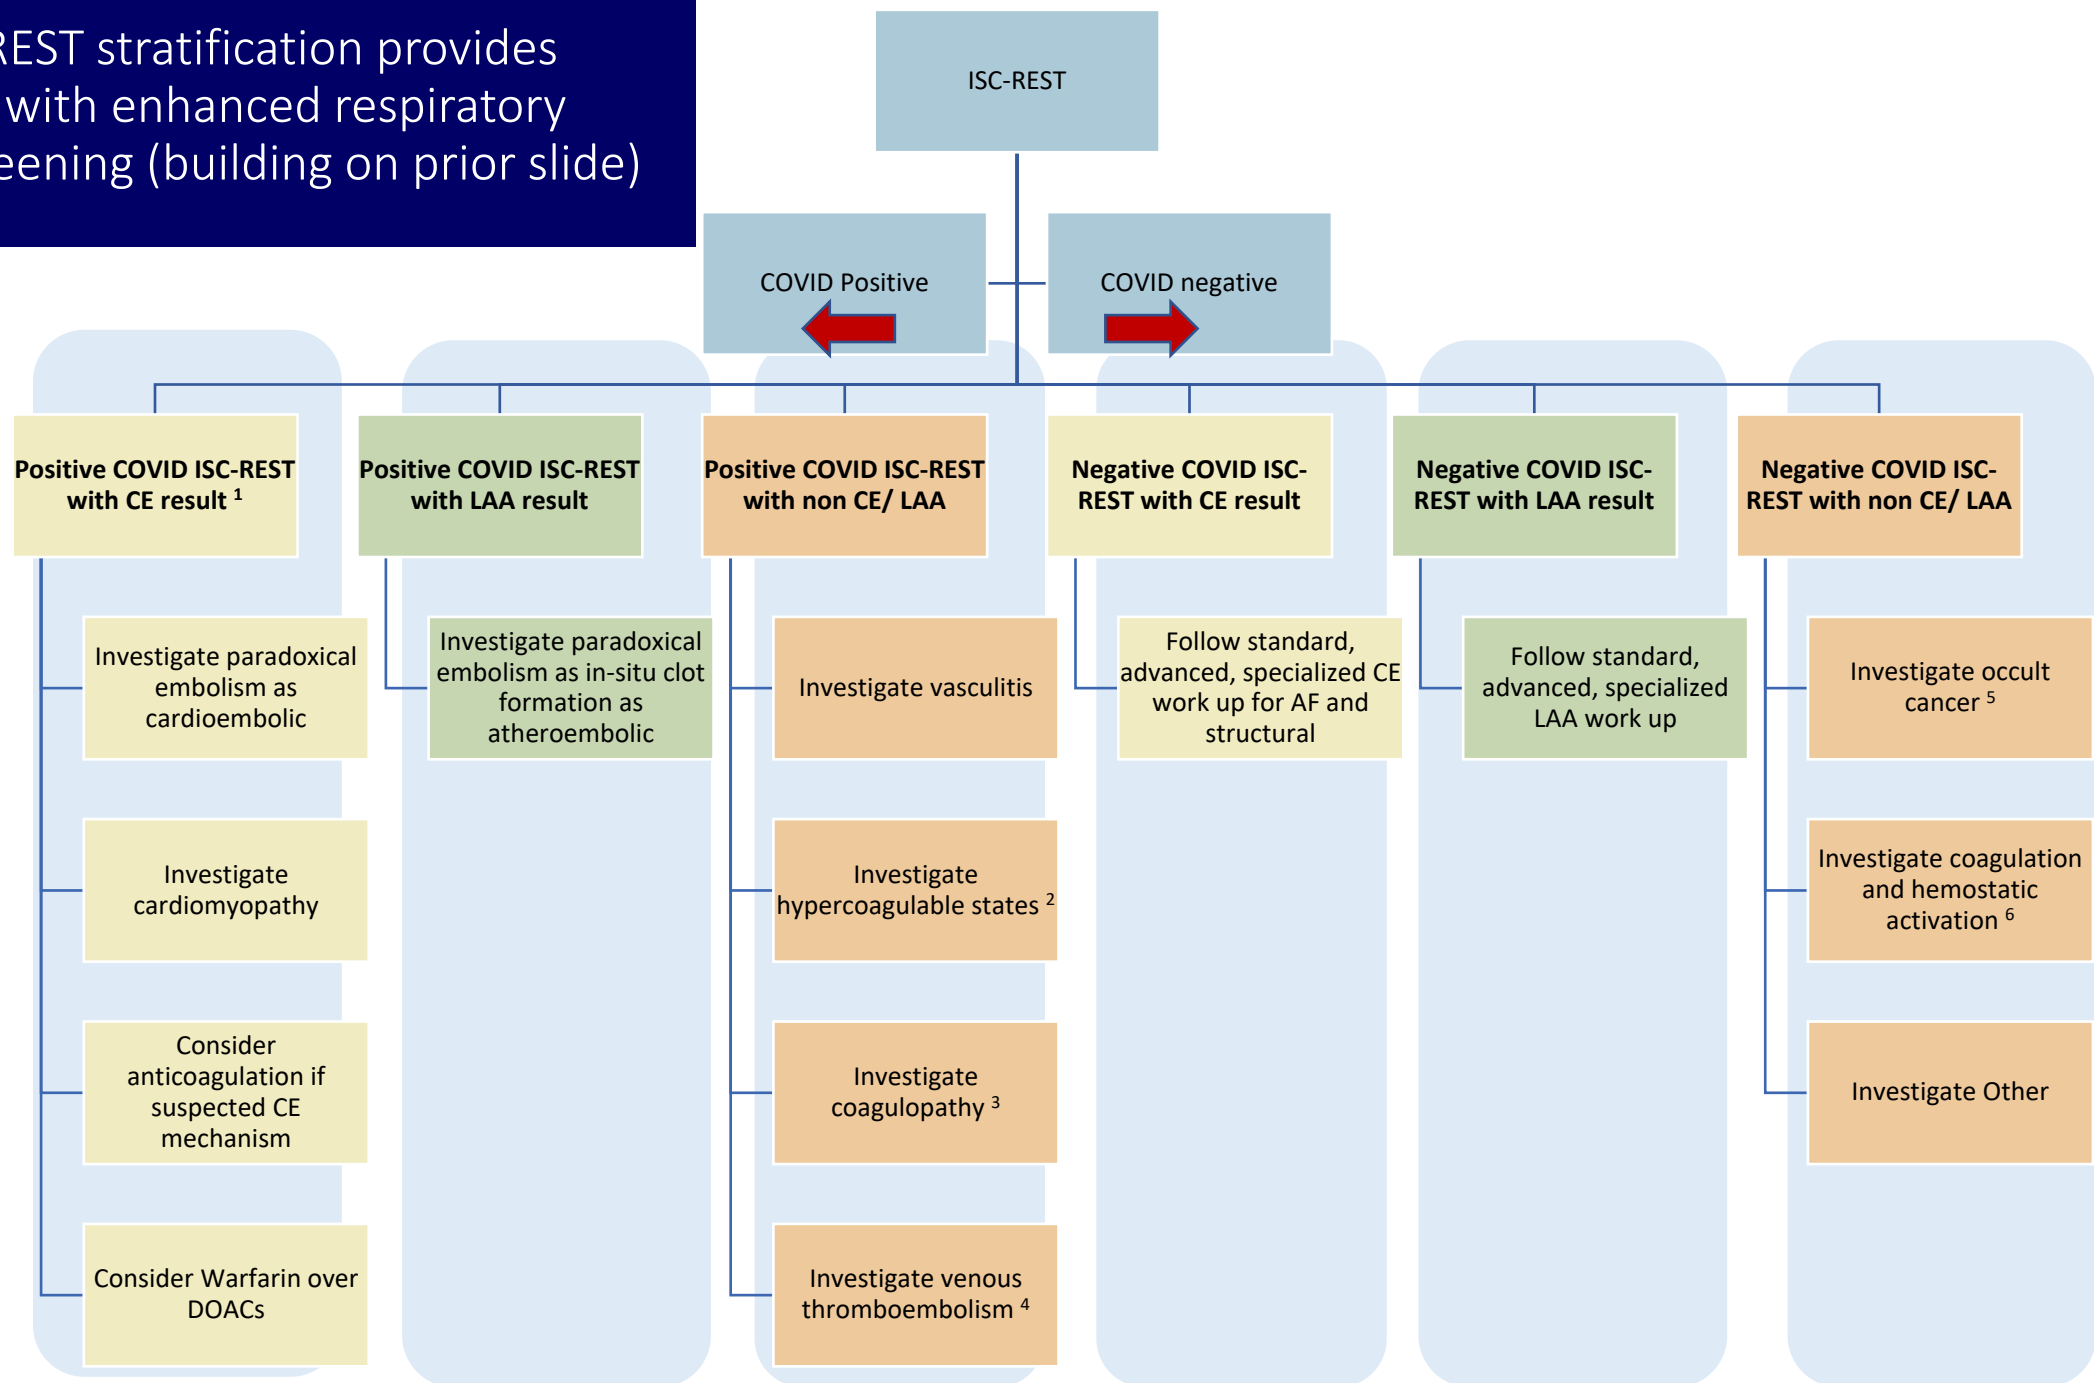 REST stratification provides
with enhanced respiratory
eening (building on prior slide)
ISC-REST
COVID Positive
COVID negative
Positive COVID ISC-REST
with CE result 1
Positive COVID ISC-REST
with LAA result
Positive COVID ISC-REST
with non CE/ LAA
Negative COVID ISC-
REST with CE result
Negative COVID ISC-
REST with LAA result
Negative COVID ISC-
REST with non CE/ LAA
Investigate paradoxical
embolism as
cardioembolic
Investigate
cardiomyopathy
Consider
anticoagulation if
suspected CE
mechanism
Consider Warfarin over
DOACs
Investigate paradoxical
embolism as in-situ clot
formation as
atheroembolic
Investigate vasculitis
Investigate
hypercoagulable states 2
Investigate
coagulopathy 3
Investigate venous
thromboembolism 4
Follow standard,
advanced, specialized CE
work up for AF and
structural
Follow standard,
advanced, specialized
LAA work up
Investigate occult
cancer 5
Investigate coagulation
and hemostatic
activation 6
Investigate Other